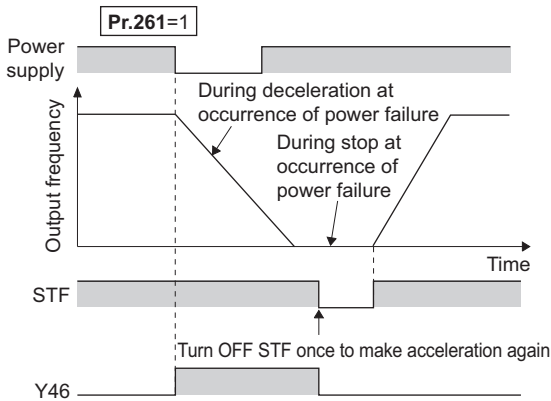 Pr.261=1
Power
supply
During deceleration at
occurrence of power failure
During stop at
occurrence of
power failure
Output frequency
Time
STF
Turn OFF STF once to make acceleration again
Y46